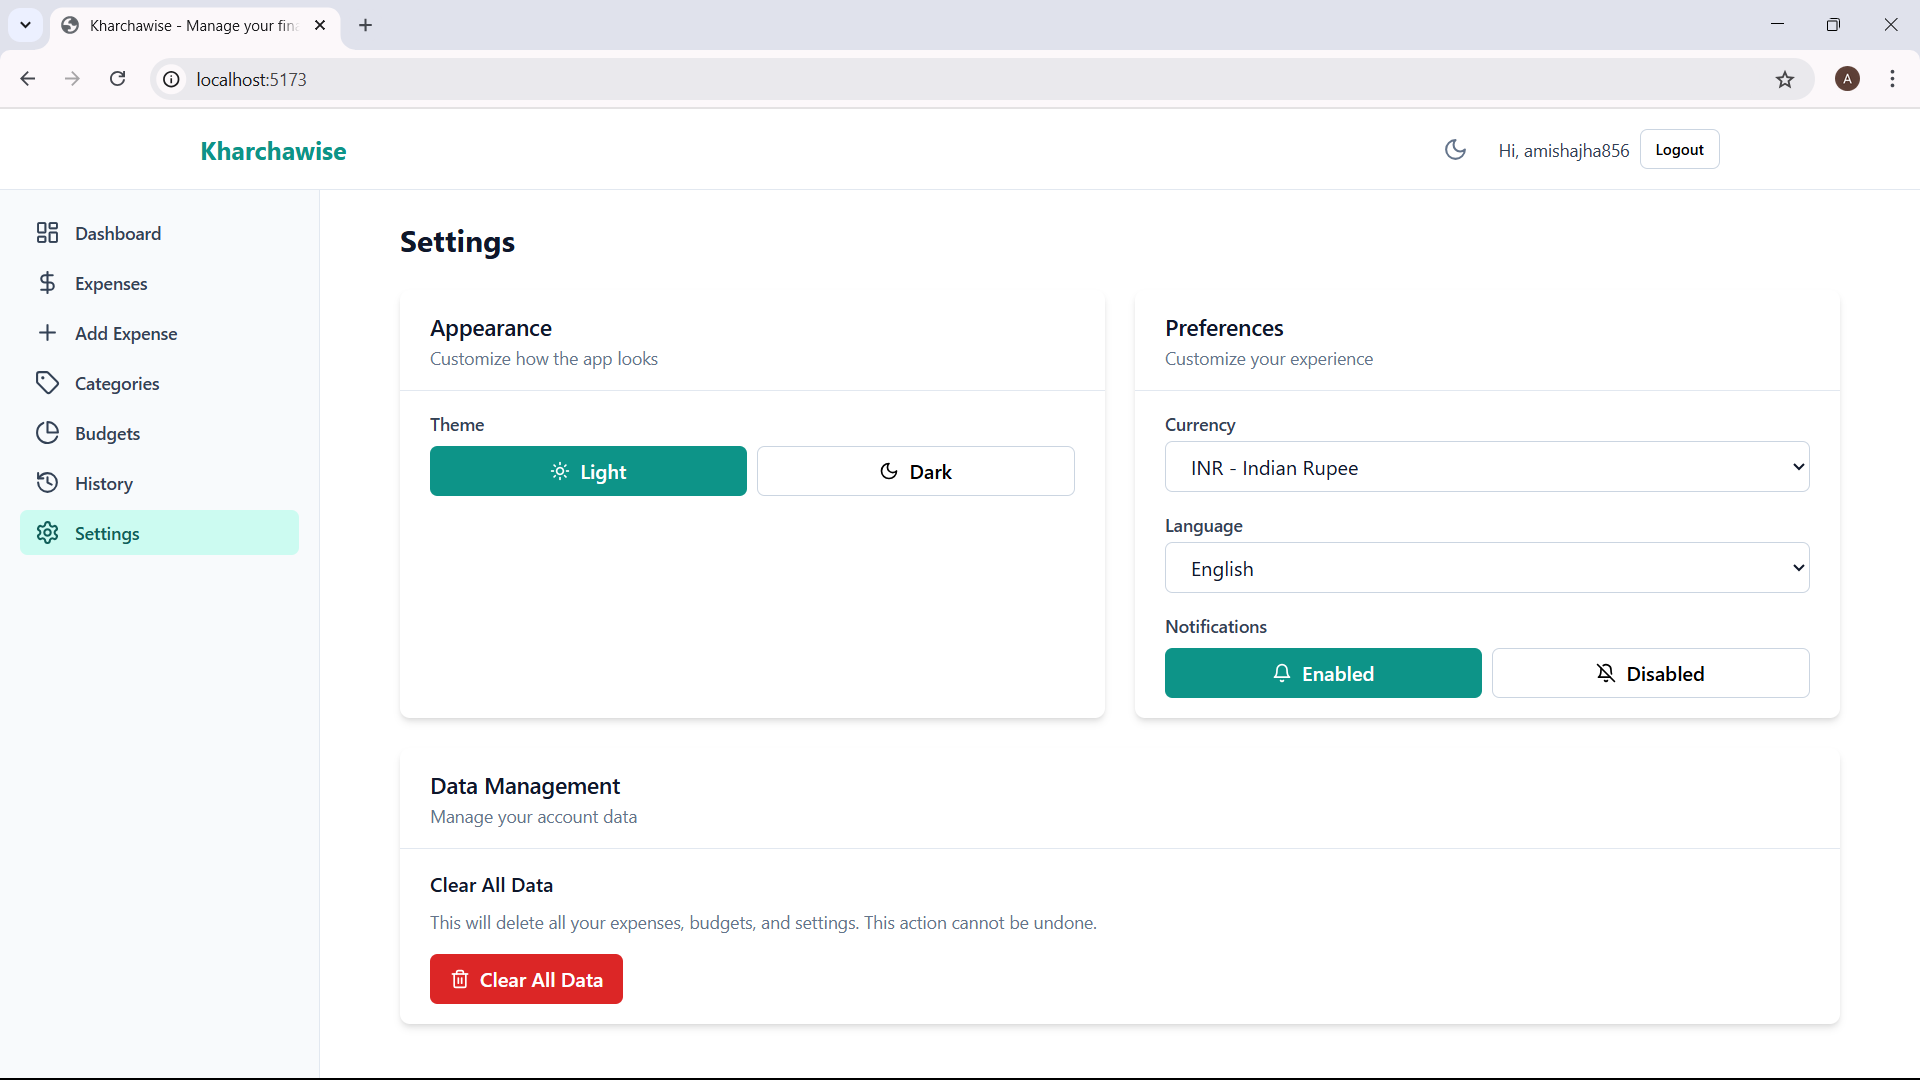 Kharchawise - Manage your fin
localhost:5173
A
Kharchawise
Hi, amishajha856
Logout
Dashboard
Expenses
Add Expense
Categories
Budgets
History
Settings
Settings
Appearance
Customize how the app looks
Theme
Light
Dark
Preferences
Customize your experience
Currency
INR - Indian Rupee
Language
English
Notifications
Enabled
Disabled
Data Management
Manage your account data
Clear All Data
This will delete all your expenses, budgets, and settings. This action cannot be undone.
Clear All Data